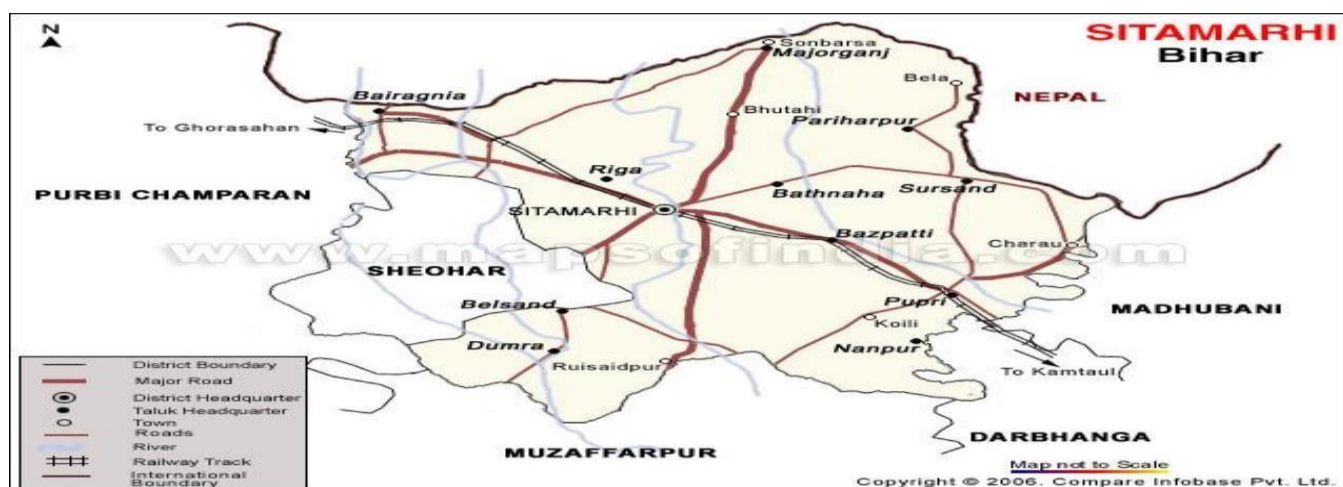 N
SITAMARHI
Bihar
Sonbarsa
Majorganj
Bela
NEPAL
Bairagnia
Bhutahi
To Ghorasahan
Pariharpur
Riga
PURBI CHAMPARAN
Bathnaha
Sursand
SITAMARHI
Bazpatti
Charau
www.mapsofindia.com
SHEOHAR
Belsand
Pupri
MADHUBANI
Koili
Dumra
Nanpur
Ruisaidpur
To Kamtaul
MUZAFFARPUR
DARBHANGA
District Boundary
Major Road
District Headquarter
Taluk Headquarter
Town
Roads
River
Railway Track
International
Boundary
Map not to Scale
Copyright © 2006. Compare Infobase Pvt. Ltd.